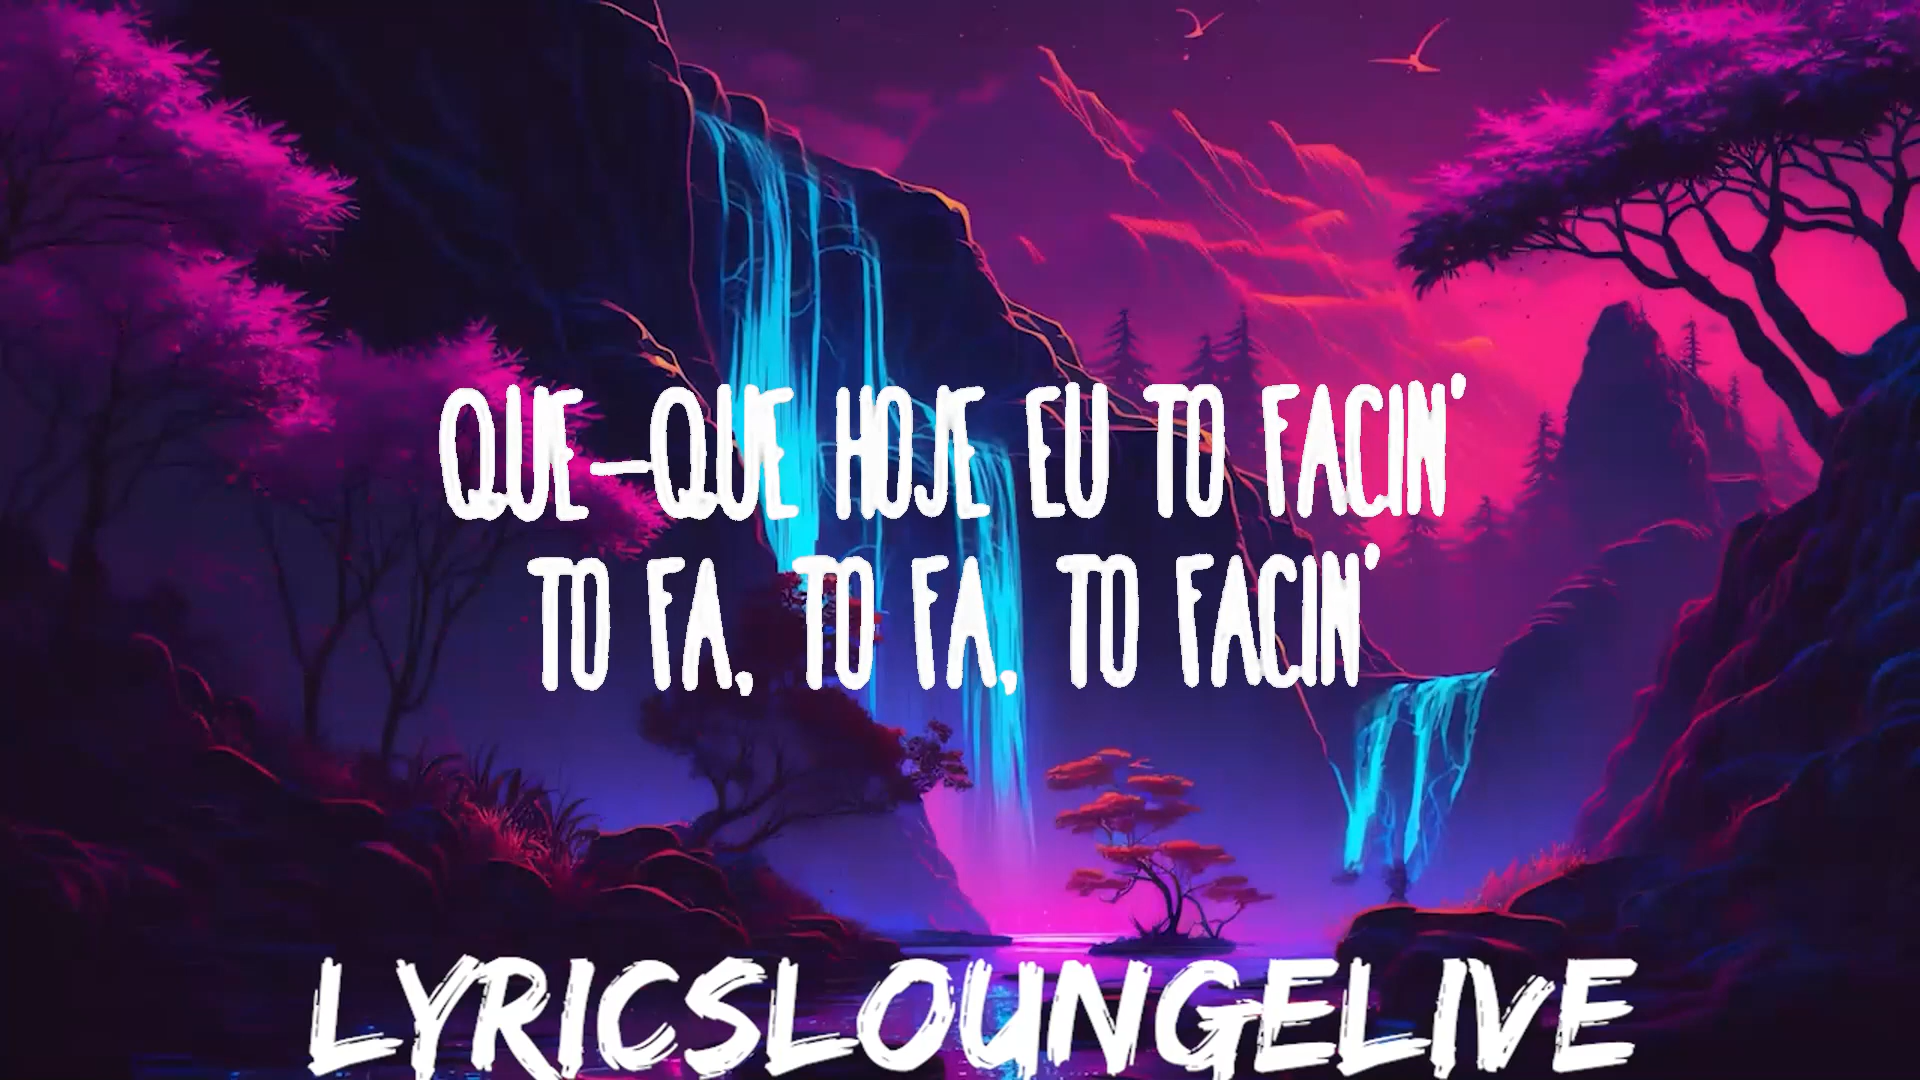 QUE-QUE HOJE EU TO FACIN'
TO FA, TO FA, TO FACIN'
LYRICSLOUNGELIVE